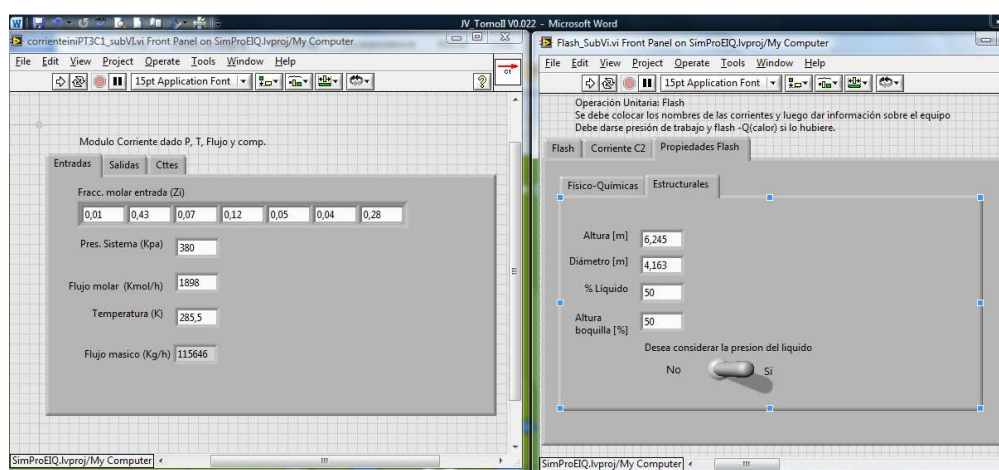 JV_TomoII V0.022 - Microsoft Word
corrienteiniPT3C1_subVI.vi Front Panel on SimProEIQ.lvproj/My Computer
File Edit View Project Operate Tools Window Help
15pt Application Font
Modulo Corriente dado P, T, Flujo y comp.
Entradas Salidas Cttes
Fracc. molar entrada (Zi)
0,01 0,43 0,07 0,12 0,05 0,04 0,28
Pres. Sistema (Kpa) 380
Flujo molar (Kmol/h) 1898
Temperatura (K) 285,5
Flujo masico (Kg/h) 115646
SimProEIQ.lvproj/My Computer
Flash_SubVi.vi Front Panel on SimProEIQ.lvproj/My Computer
File Edit View Project Operate Tools Window Help
15pt Application Font
Operación Unitaria: Flash
Se debe colocar los nombres de las corrientes y luego dar información sobre el equipo
Debe darse presión de trabajo y flash -Q(calor) si lo hubiere.
Flash Corriente C2 Propiedades Flash
Físico-Químicas Estructurales
Altura [m] 6,245
Diámetro [m] 4,163
% Líquido 50
Altura
boquilla [%] 50
Desea considerar la presion del liquido
No Si
SimProEIQ.lvproj/My Computer